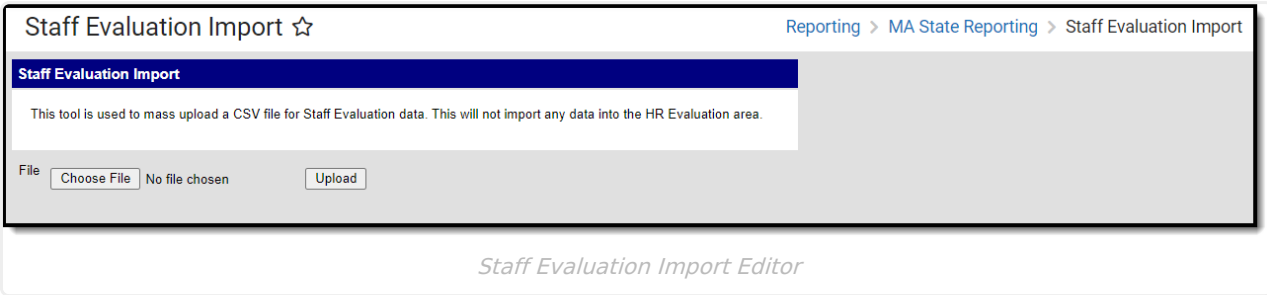 Staff Evaluation Import ☆
Reporting > MA State Reporting > Staff Evaluation Import
Staff Evaluation Import
This tool is used to mass upload a CSV file for Staff Evaluation data. This will not import any data into the HR Evaluation area.
File Choose File No file chosen Upload
Staff Evaluation Import Editor